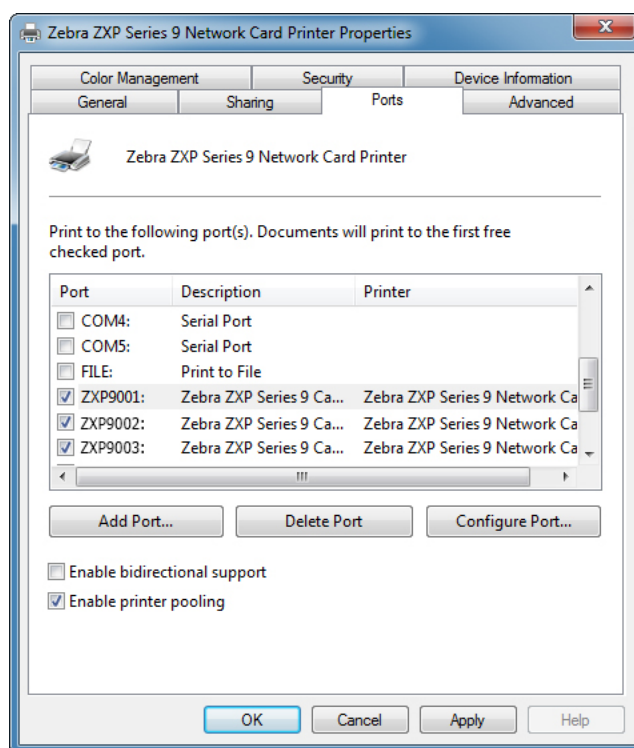 Zebra ZXP Series 9 Network Card Printer Properties
x
Color Management Security Device Information
General Sharing Ports Advanced
Zebra ZXP Series 9 Network Card Printer
Print to the following port(s). Documents will print to the first free
checked port.
Port Description Printer
COM4: Serial Port
COM5: Serial Port
FILE: Print to File
ZXP9001: Zebra ZXP Series 9 Ca... Zebra ZXP Series 9 Network Ca
ZXP9002: Zebra ZXP Series 9 Ca... Zebra ZXP Series 9 Network Ca
ZXP9003: Zebra ZXP Series 9 Ca... Zebra ZXP Series 9 Network Ca
Add Port... Delete Port Configure Port...
Enable bidirectional support
Enable printer pooling
OK Cancel Apply Help